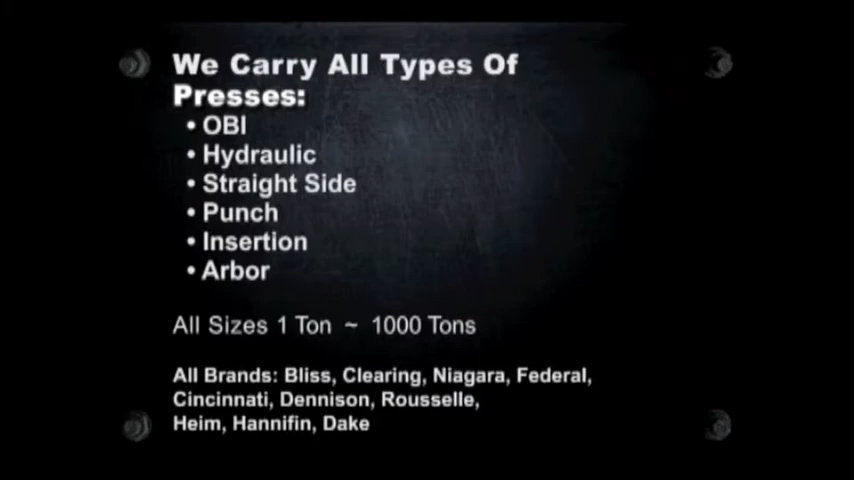 We Carry All Types Of
Presses:
• OBI
• Hydraulic
• Straight Side
• Punch
• Insertion
• Arbor
All Sizes 1 Ton ~ 1000 Tons
All Brands: Bliss, Clearing, Niagara, Federal,
Cincinnati, Dennison, Rousselle,
Heim, Hannifin, Dake